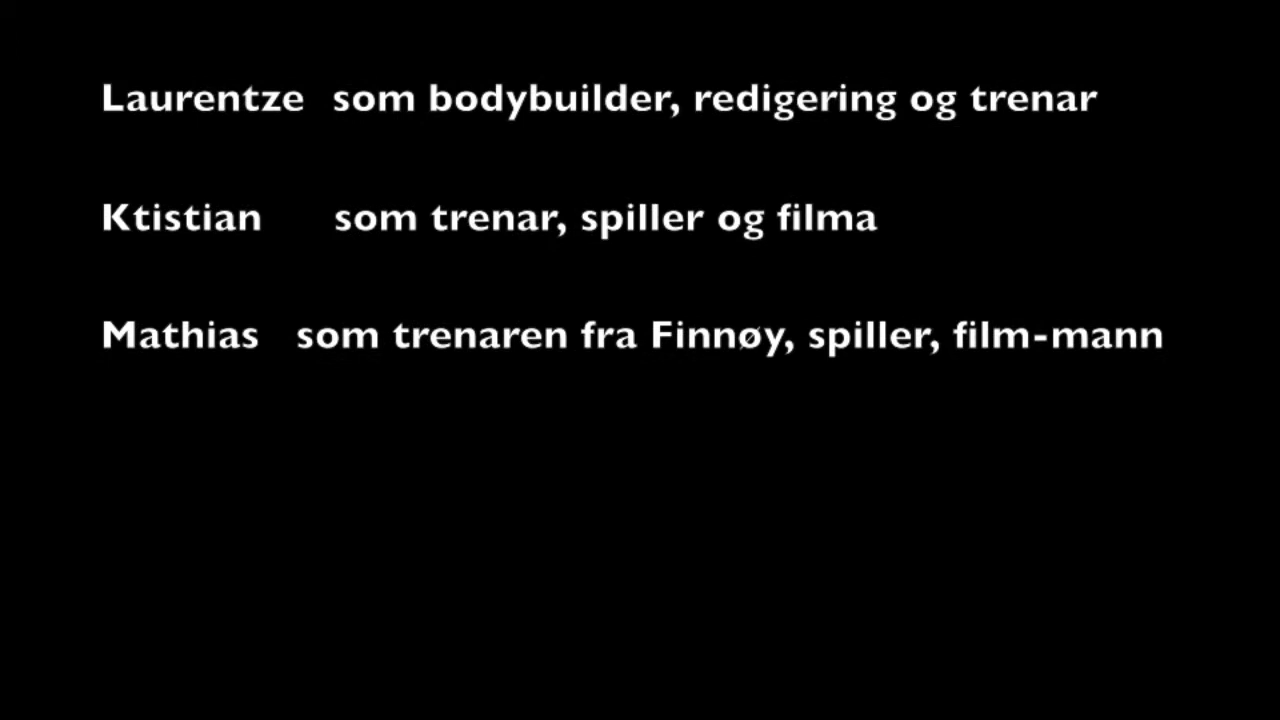 Laurentze som bodybuilder, redigering og trenar
Ktistian som trenar, spiller og filma
Mathias som trenaren fra Finnøy, spiller, film-mann